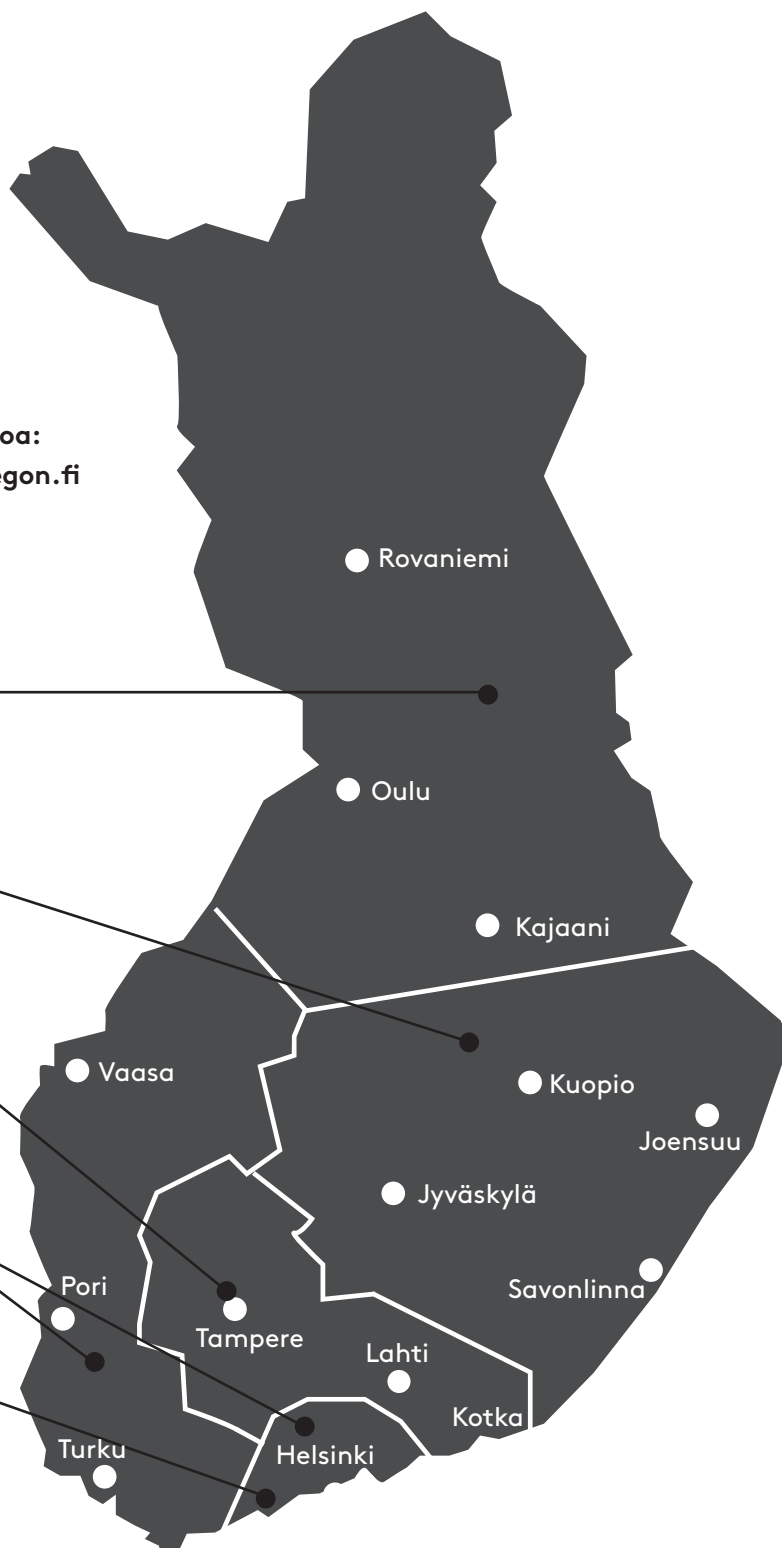 oa:
egon.fi
Rovaniemi
Oulu
Kajaani
Vaasa
Kuopio
Joensuu
Jyväskylä
Savonlinna
Pori
Tampere
Lahti
Kotka
Helsinki
Turku